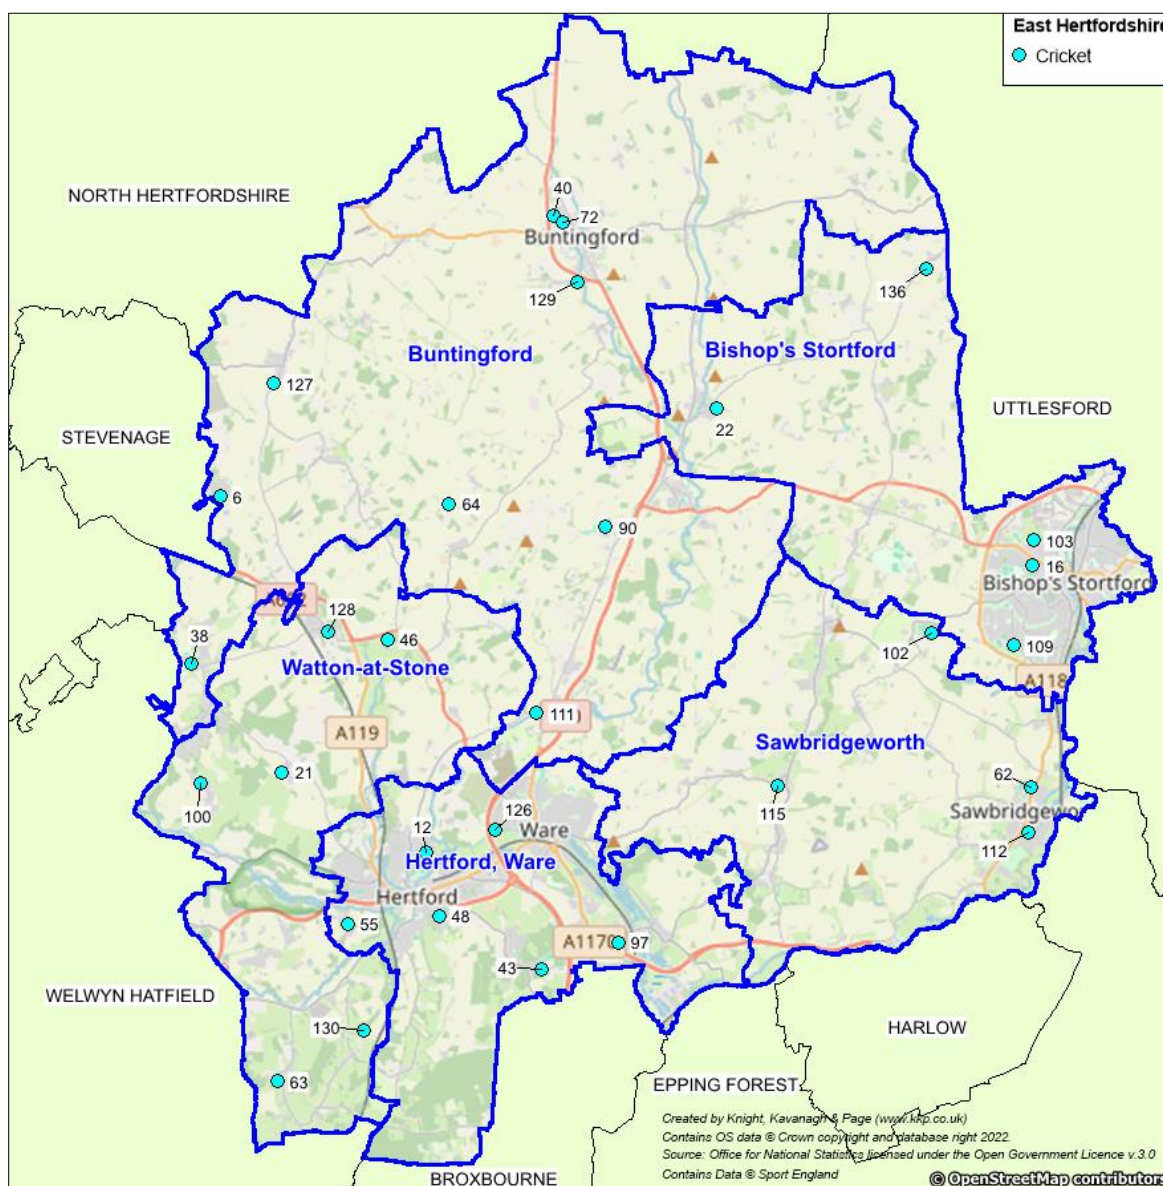 East Hertfordshire
Cricket
NORTH HERTFORDSHIRE
40
72
Buntingford
129
136
Buntingford
Bishop's Stortford
127
22
UTTLESFORD
STEVENAGE
6
64
90
103
16
Bishop's Stortford
128
46
38
102
109
Watton-at-Stone
A118
111
A119
Sawbridgeworth
21
62
100
115
Sawbridgewo
126
12
Ware
112
Hertford, Ware
Hertford
55
48
A1170
97
43
WELWYN HATFIELD
130
HARLOW
63
EPPING FOREST
Created by Knight, Kavanagh & Page (www.kkp.co.uk)
Contains OS data © Crown copyright and database right 2022.
Source: Office for National Statistics licensed under the Open Government Licence v.3.0
Contains Data © Sport England
BROXBOURNE
© OpenStreetMap contributors